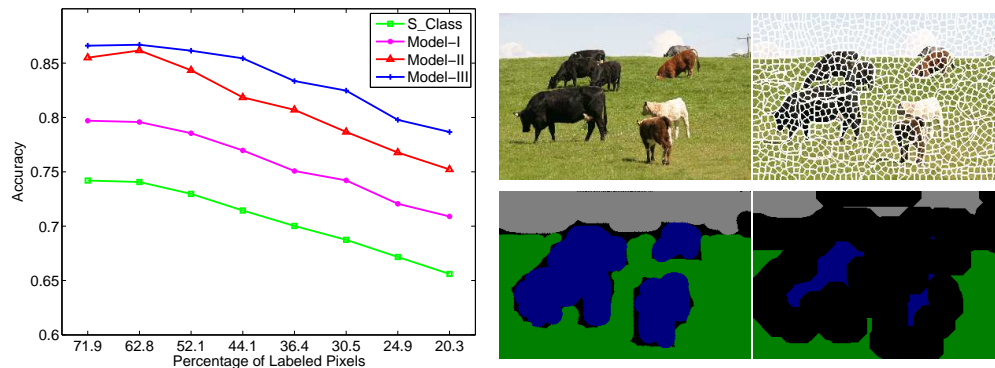 S_Class
Model-I
Model-II
Model-III
0.85
0.8
0.75
0.7
0.65
0.6
Accuracy
71.9 62.8 52.1 44.1 36.4 30.5 24.9 20.3
Percentage of Labeled Pixels